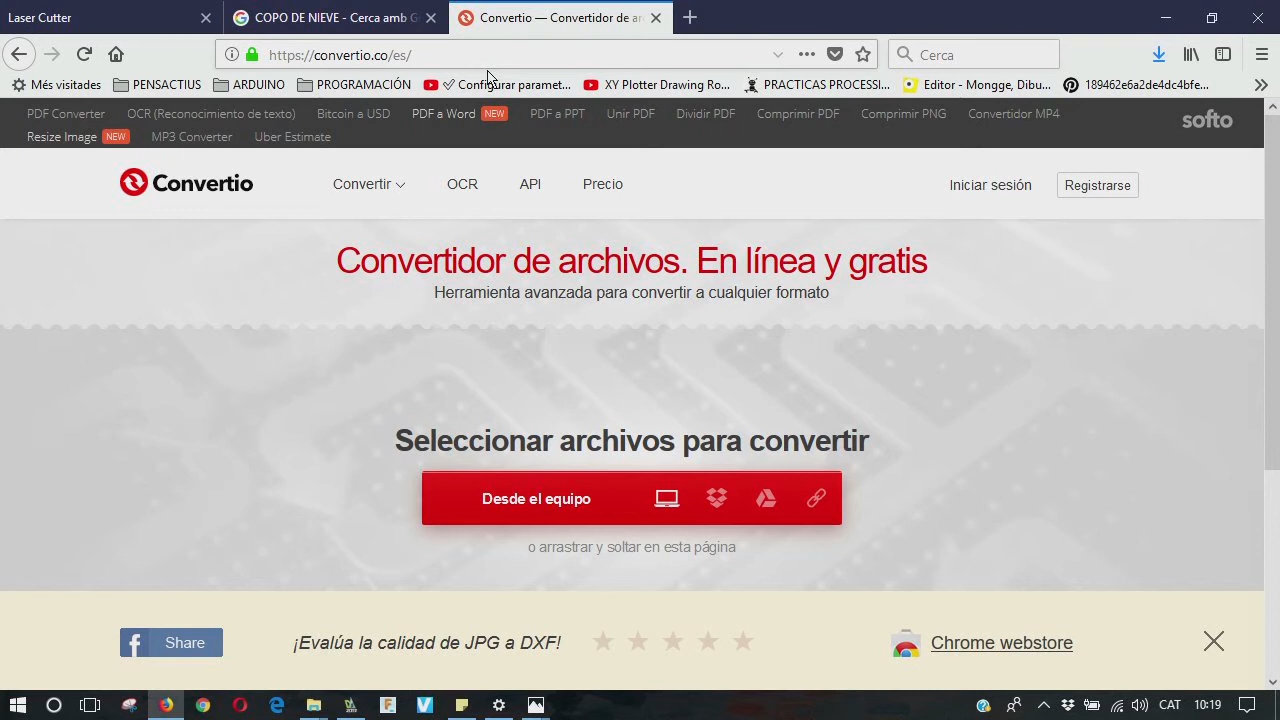 Laser Cutter
COPO DE NIEVE - Cerca amb G
Convertio — Convertidor de ar
https://convertio.co/es/
Cerca
Més visitades
PENSACTIUS
ARDUINO
PROGRAMACIÓN
Configurar paramet...
XY Plotter Drawing Ro...
PRACTICAS PROCESSI...
Editor - Mongge, Dibu...
189462e6a2de4dc4bfe...
PDF Converter
OCR (Reconocimiento de texto)
Bitcoin a USD
PDF a Word NEW
PDF a PPT
Unir PDF
Dividir PDF
Comprimir PDF
Comprimir PNG
Convertidor MP4
softo
Resize Image NEW
MP3 Converter
Uber Estimate
Convertio
Convertir
OCR
API
Precio
Iniciar sesión
Registrarse
Convertidor de archivos. En línea y gratis
Herramienta avanzada para convertir a cualquier formato
Seleccionar archivos para convertir
Desde el equipo
o arrastrar y soltar en esta página
Share
¡Evalúa la calidad de JPG a DXF!
Chrome webstore
CAT
10:19